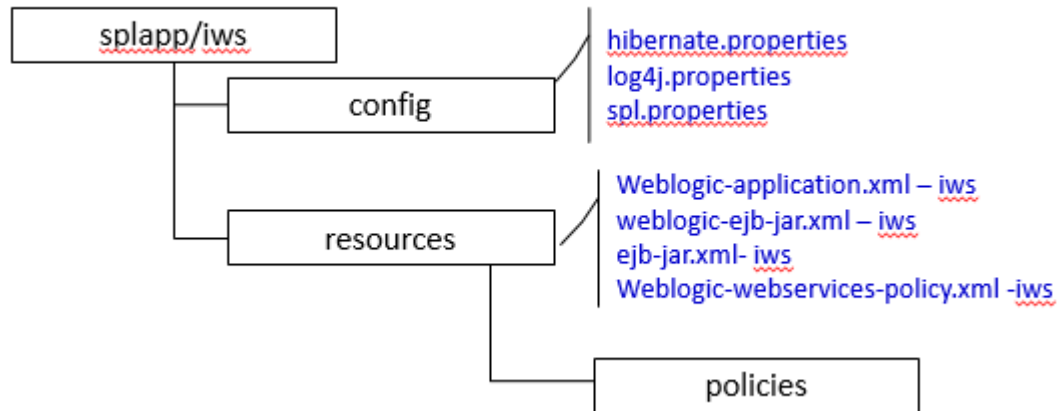 splapp/iws
config
hibernate.properties
log4j.properties
spl.properties
resources
Weblogic-application.xml – iws
weblogic-ejb-jar.xml – iws
ejb-jar.xml- iws
Weblogic-webservices-policy.xml -iws
policies